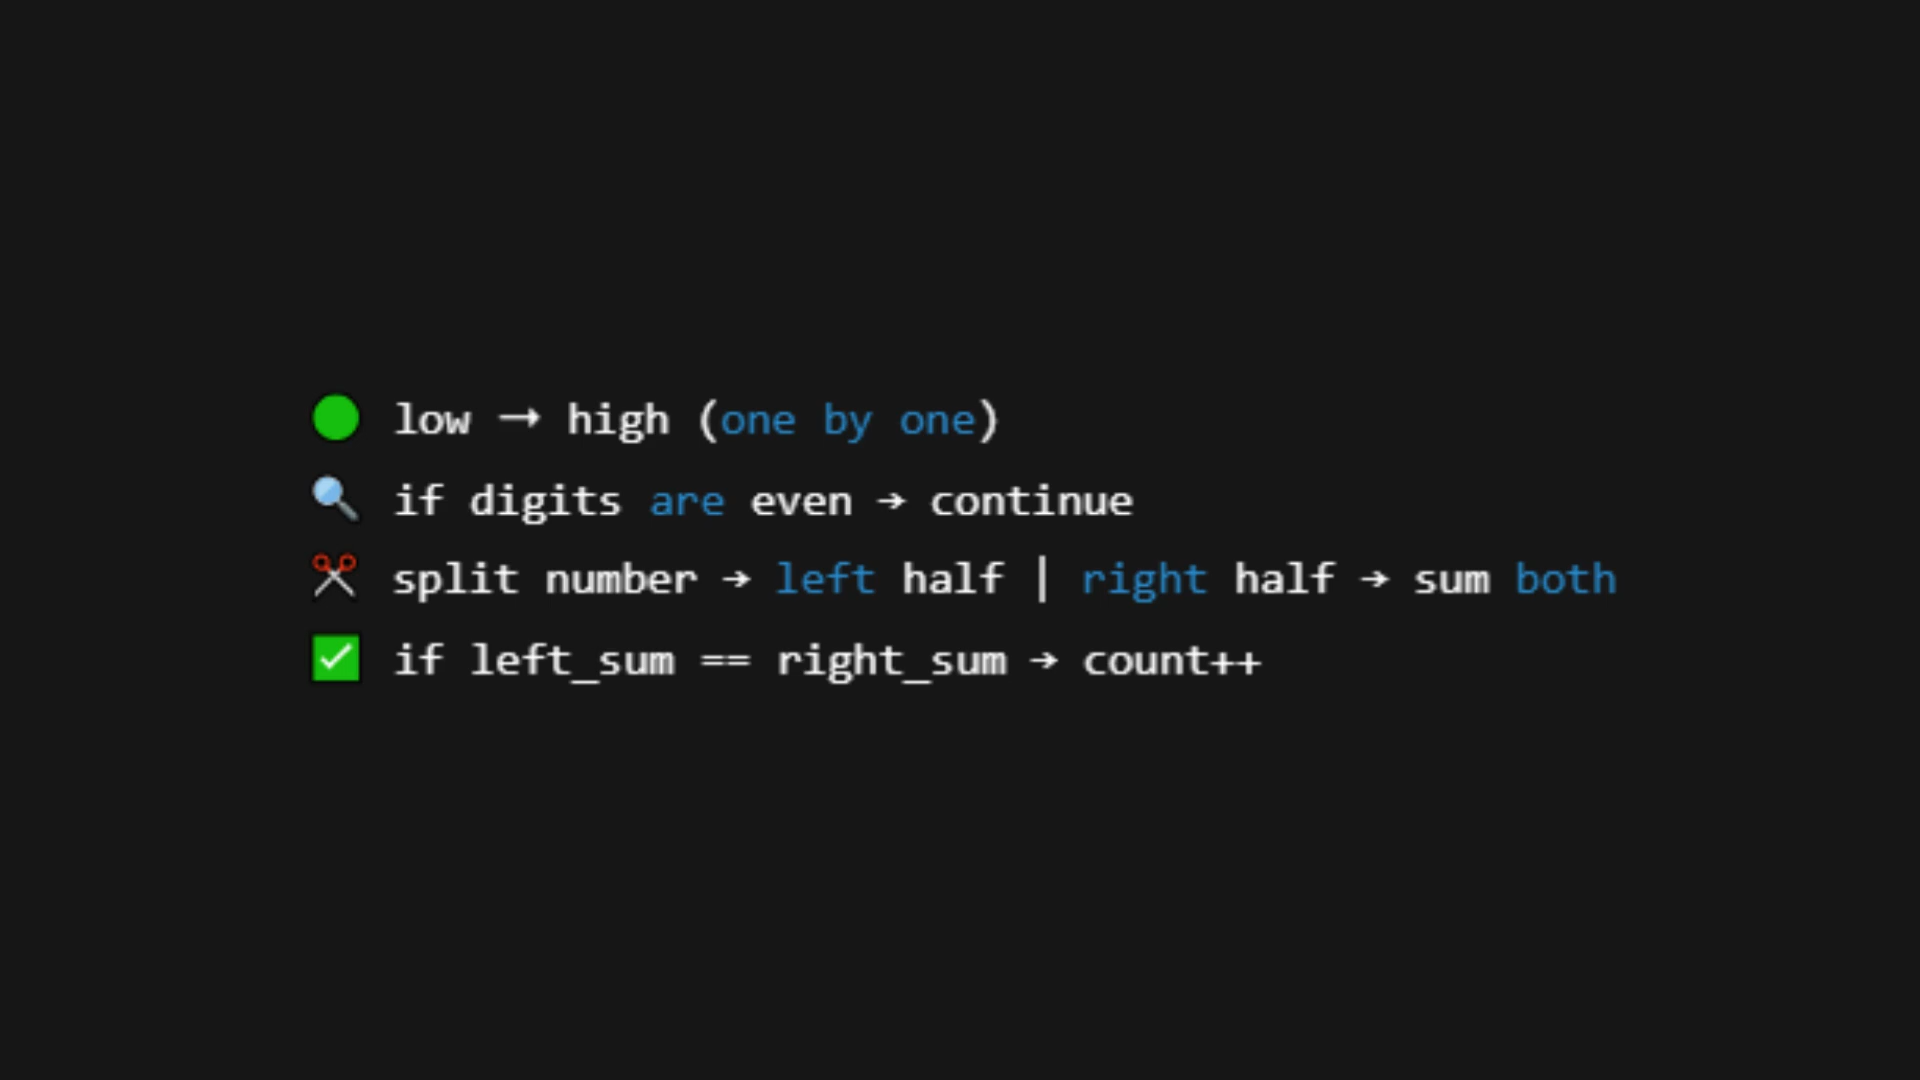 low → high (one by one)
if digits are even → continue
split number → left half | right half → sum both
if left_sum == right_sum → count++